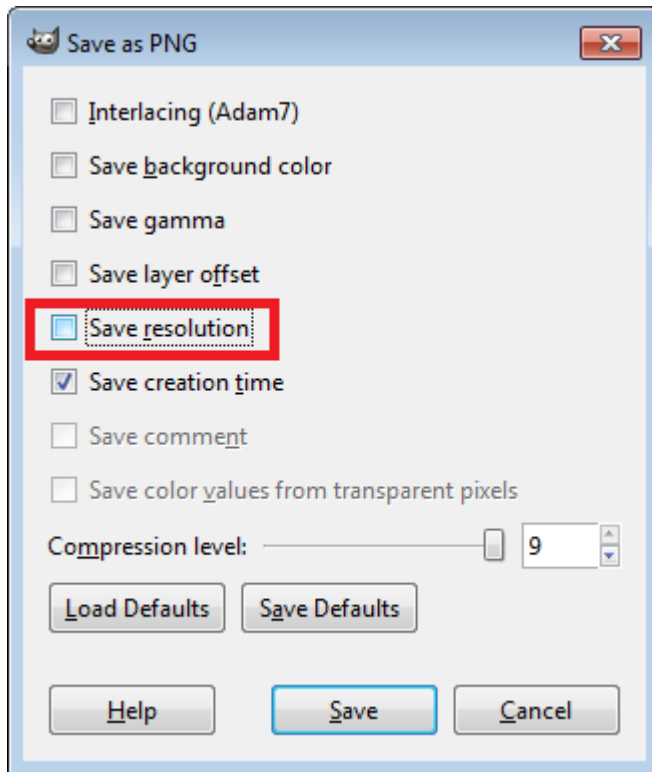 Save as PNG
Interlacing (Adam7)
Save background color
Save gamma
Save layer offset
Save resolution
Save creation time
Save comment
Save color values from transparent pixels
Compression level: 9
Load Defaults Save Defaults
Help Save Cancel